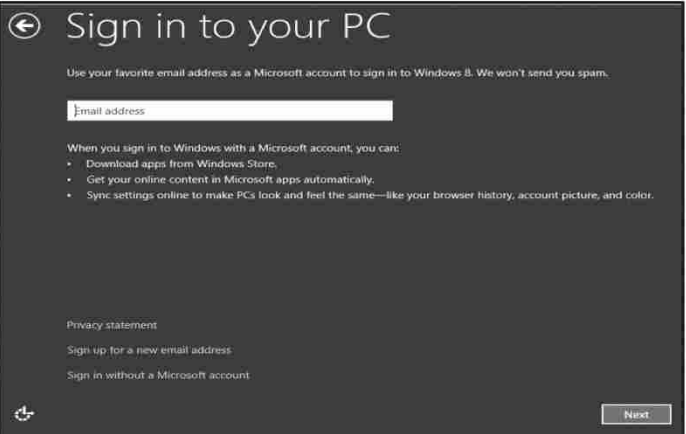 Sign in to your PC
Use your favorite email address as a Microsoft account to sign in to Windows 8. We won't send you spam.
Email address
When you sign in to Windows with a Microsoft account, you can:
• Download apps from Windows Store.
• Get your online content in Microsoft apps automatically.
• Sync settings online to make PCs look and feel the same—like your browser history, account picture, and color.
Privacy statement
Sign up for a new email address
Sign in without a Microsoft account
Next